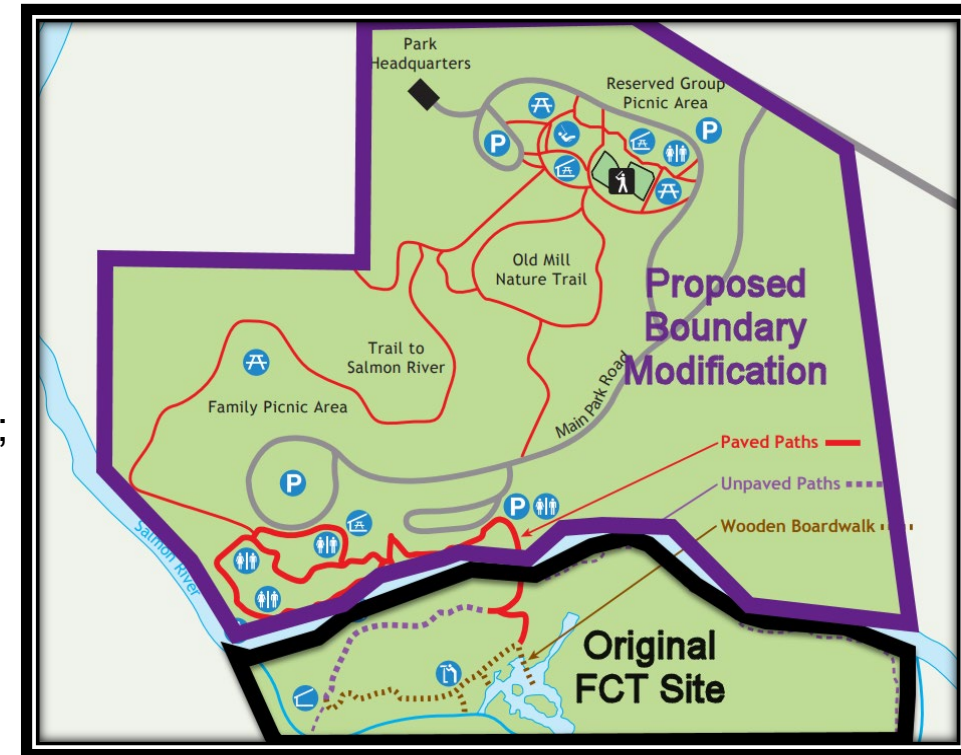 Park
Headquarters
Reserved Group
Picnic Area
P
P
Old Mill
Nature Trail
Proposed
Boundary
Modification
Trail to
Salmon River
Family Picnic Area
Main Park Road
;
Paved Paths
P
Unpaved Paths
P
Wooden Boardwalk
Salmon River
Original
FCT Site